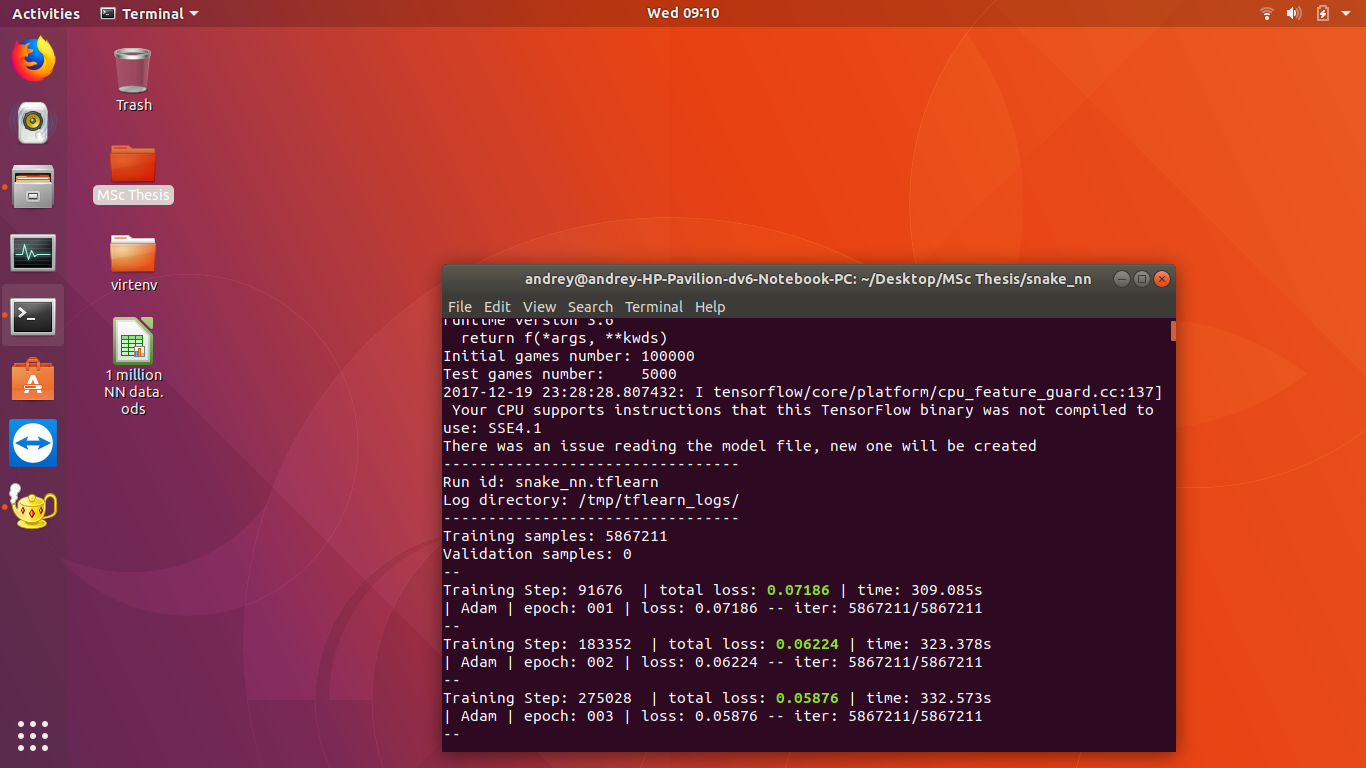 Activities
Terminal
Wed 09:10
Trash
MSc Thesis
virtenv
1 million
NN data.
ods
andrey@andrey-HP-Pavilion-dv6-Notebook-PC: ~/Desktop/MSc Thesis/snake_nn
File Edit View Search Terminal Help
runtime version 3.6
return f(*args, **kwds)
Initial games number: 100000
Test games number: 5000
2017-12-19 23:28:28.807432: I tensorflow/core/platform/cpu_feature_guard.cc:137]
Your CPU supports instructions that this TensorFlow binary was not compiled to
use: SSE4.1
There was an issue reading the model file, new one will be created
---------------------------------
Run id: snake_nn.tflearn
Log directory: /tmp/tflearn_logs/
---------------------------------
Training samples: 5867211
Validation samples: 0
--
Training Step: 91676 | total loss: 0.07186 | time: 309.085s
| Adam | epoch: 001 | loss: 0.07186 -- iter: 5867211/5867211
--
Training Step: 183352 | total loss: 0.06224 | time: 323.378s
| Adam | epoch: 002 | loss: 0.06224 -- iter: 5867211/5867211
--
Training Step: 275028 | total loss: 0.05876 | time: 332.573s
| Adam | epoch: 003 | loss: 0.05876 -- iter: 5867211/5867211
--